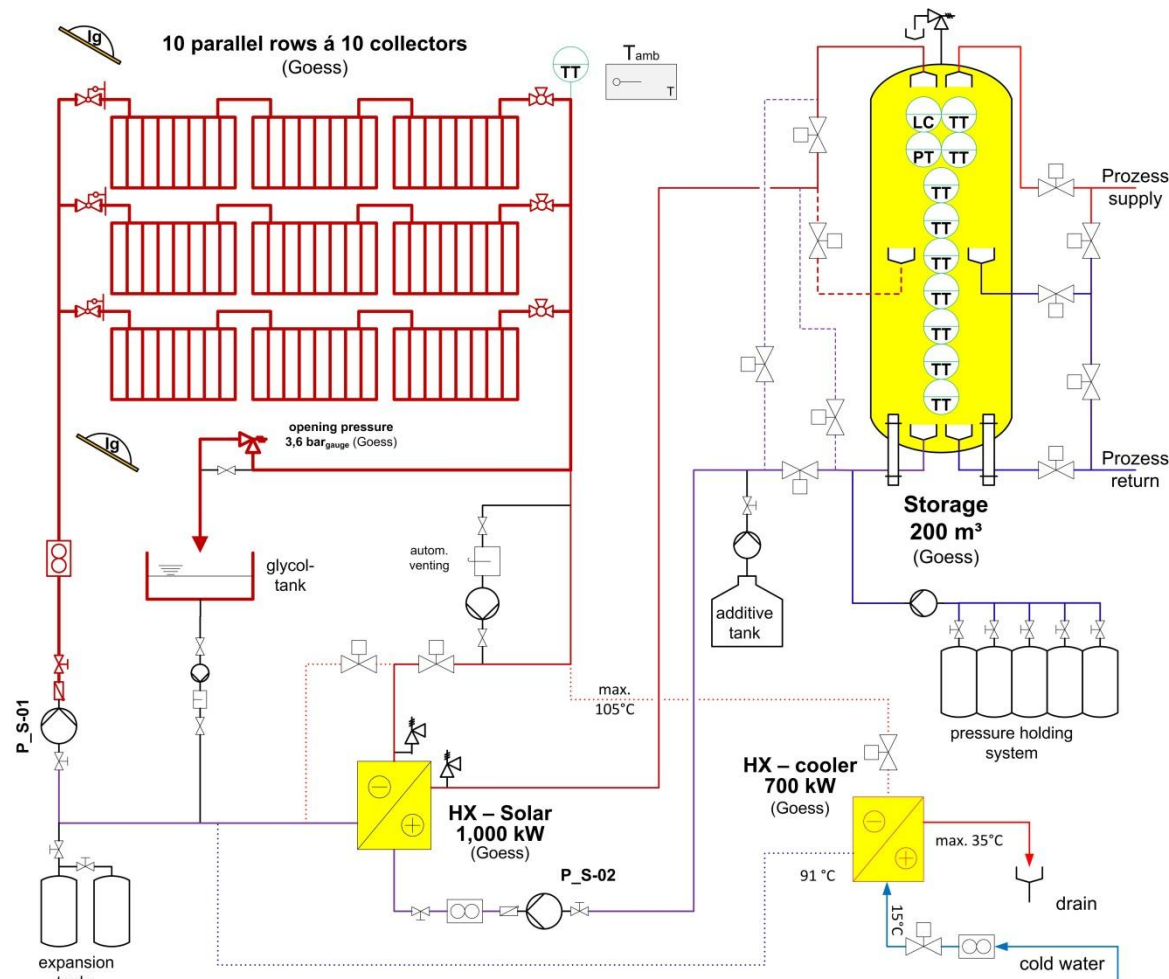 Ig
10 parallel rows á 10 collectors
(Goess)
TT
Tamb
T
LC
TT
PT
TT
TT
TT
TT
TT
TT
TT
TT
Prozess
supply
Ig
opening pressure
3,6 bargauge (Goess)
Prozess
return
Storage
200 m³
(Goess)
glycol-
tank
autom.
venting
additive
tank
P_S-01
max.
105°C
pressure holding
system
HX – cooler
700 kW
(Goess)
HX – Solar
1,000 kW
(Goess)
max. 35°C
91 °C
P_S-02
15°C
drain
cold water
expansion